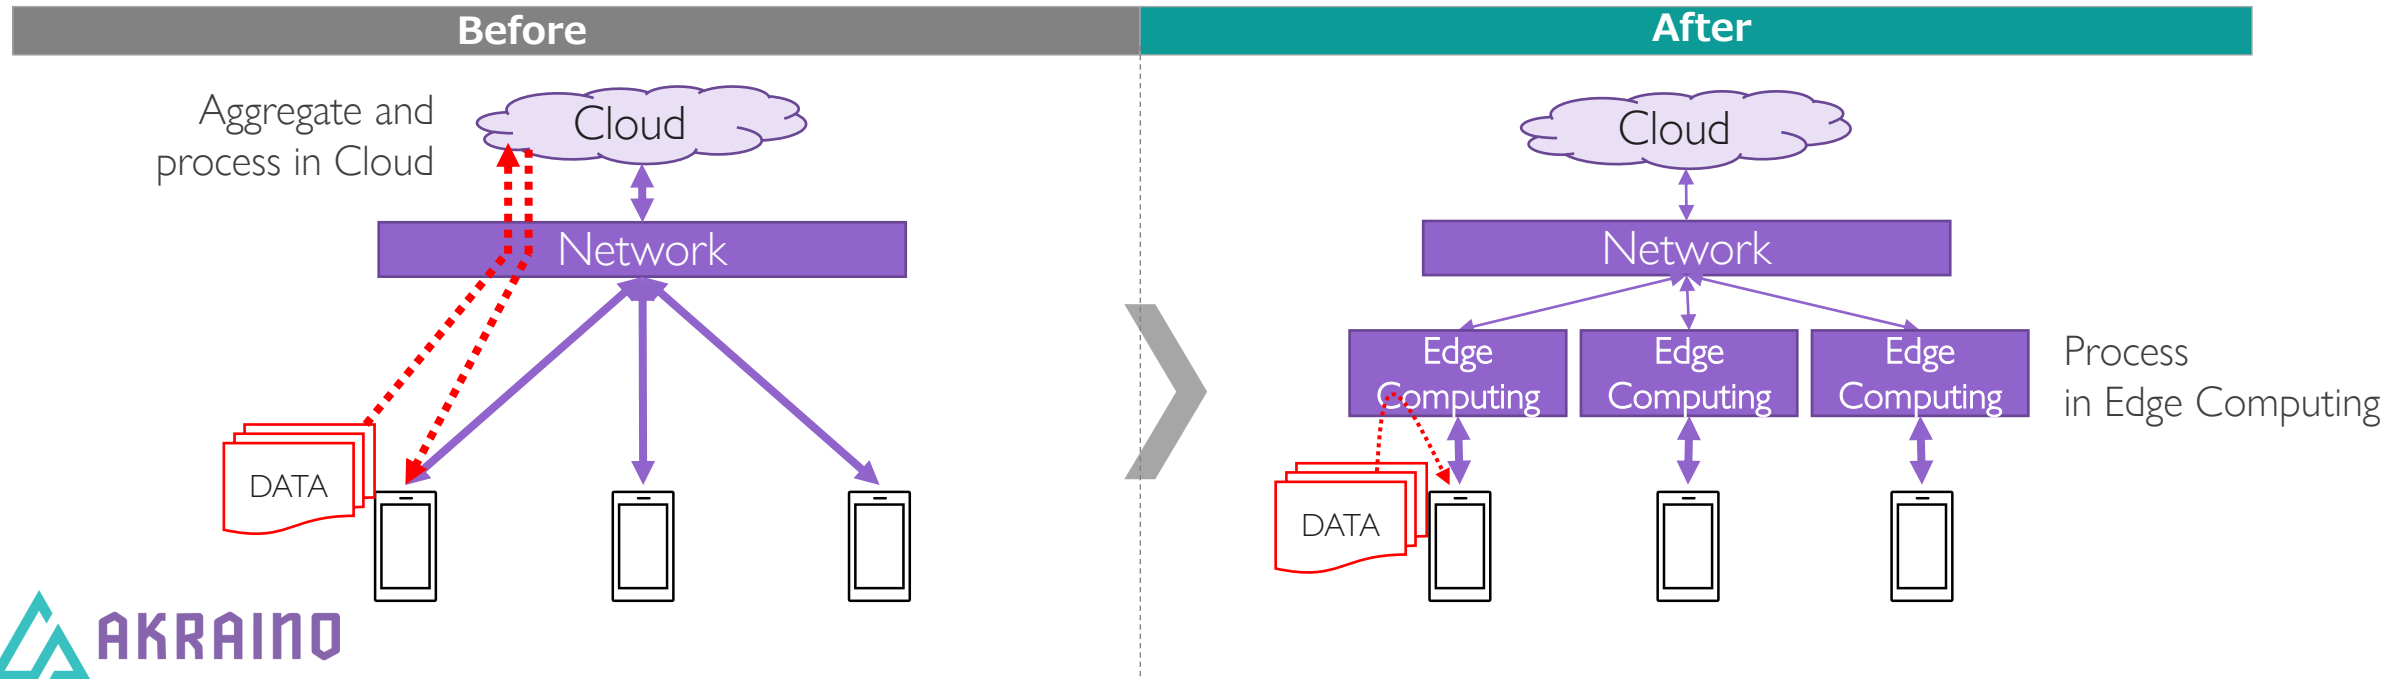 Before
After
Aggregate and
process in Cloud
Cloud
Network
DATA
Cloud
Network
Edge
Computing
Edge
Computing
Edge
Computing
Process
in Edge Computing
DATA
AKRAINO